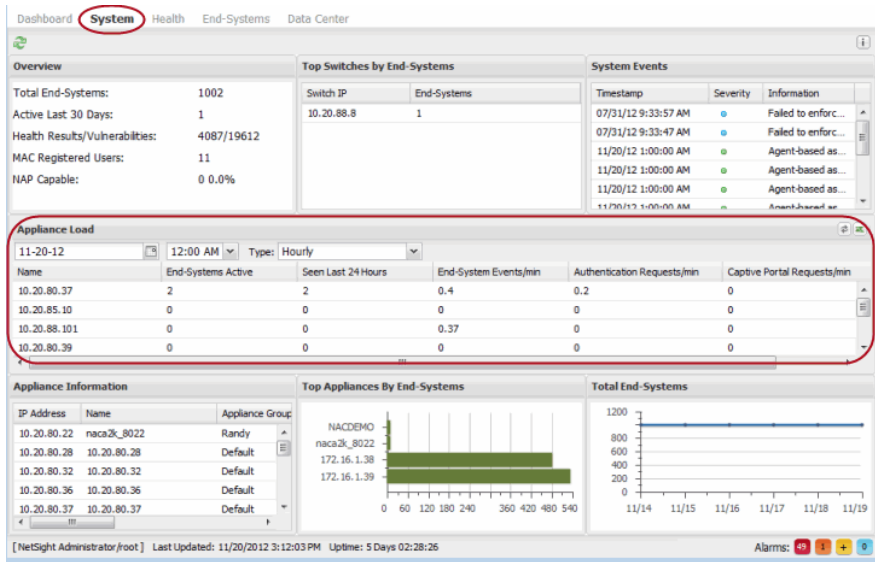 Dashboard System Health End-Systems Data Center
Overview
Total End-Systems: 1002
Active Last 30 Days: 1
Health Results/Vulnerabilities: 4087/19612
MAC Registered Users: 11
NAP Capable: 0 0.0%
Top Switches by End-Systems
Switch IP End-Systems
10.20.88.8 1
System Events
Timestamp Severity Information
07/31/12 9:33:57 AM Failed to enforc...
07/31/12 9:33:47 AM Failed to enforc...
11/20/12 1:00:00 AM Agent-based as...
11/20/12 1:00:00 AM Agent-based as...
11/20/12 1:00:00 AM Agent-based as...
11/20/12 1:00:00 AM Agent-based as
Appliance Load
11-20-12 12:00 AM Type: Hourly
Name End-Systems Active Seen Last 24 Hours End-System Events/min Authentication Requests/min Captive Portal Requests/min
10.20.80.37 2 2 0.4 0.2 0
10.20.85.10 0 0 0 0 0
10.20.88.101 0 0 0.37 0 0
10.20.80.39 0 0 0 0 0
Appliance Information
IP Address Name Appliance Group
10.20.80.22 naca2k_8022 Randy
10.20.80.28 10.20.80.28 Default
10.20.80.32 10.20.80.32 Default
10.20.80.36 10.20.80.36 Default
10.20.80.37 10.20.80.37 Default
Top Appliances By End-Systems
NACDEMO
naca2k_8022
172.16.1.38
172.16.1.39
0 60 120 180 240 360 420 480 540
Total End-Systems
1200
800
600
400
200
0
11/14 11/15 11/16 11/17 11/18 11/19
[ NetSight Administrator/root ] Last Updated: 11/20/2012 3:12:03 PM Uptime: 5 Days 02:28:26 Alarms: 49 1 + 0